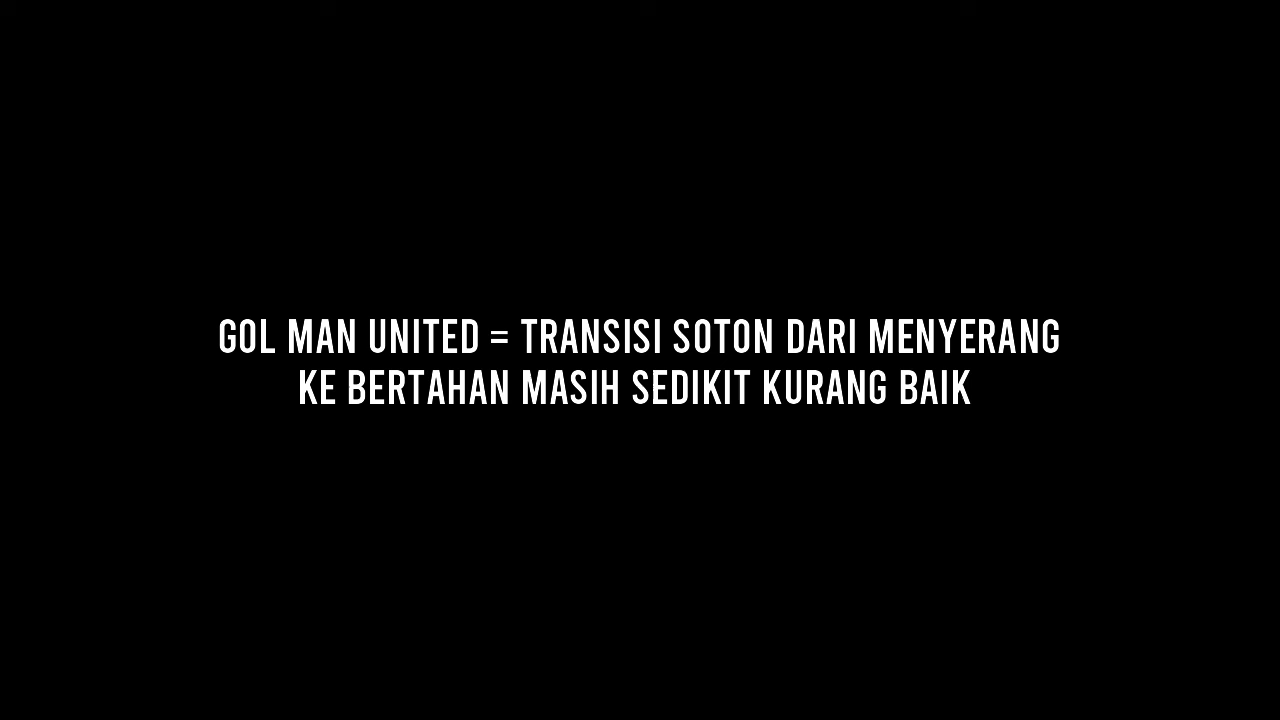 GOL MAN UNITED = TRANSISI SOTON DARI MENYERANG
KE BERTAHAN MASIH SEDIKIT KURANG BAIK